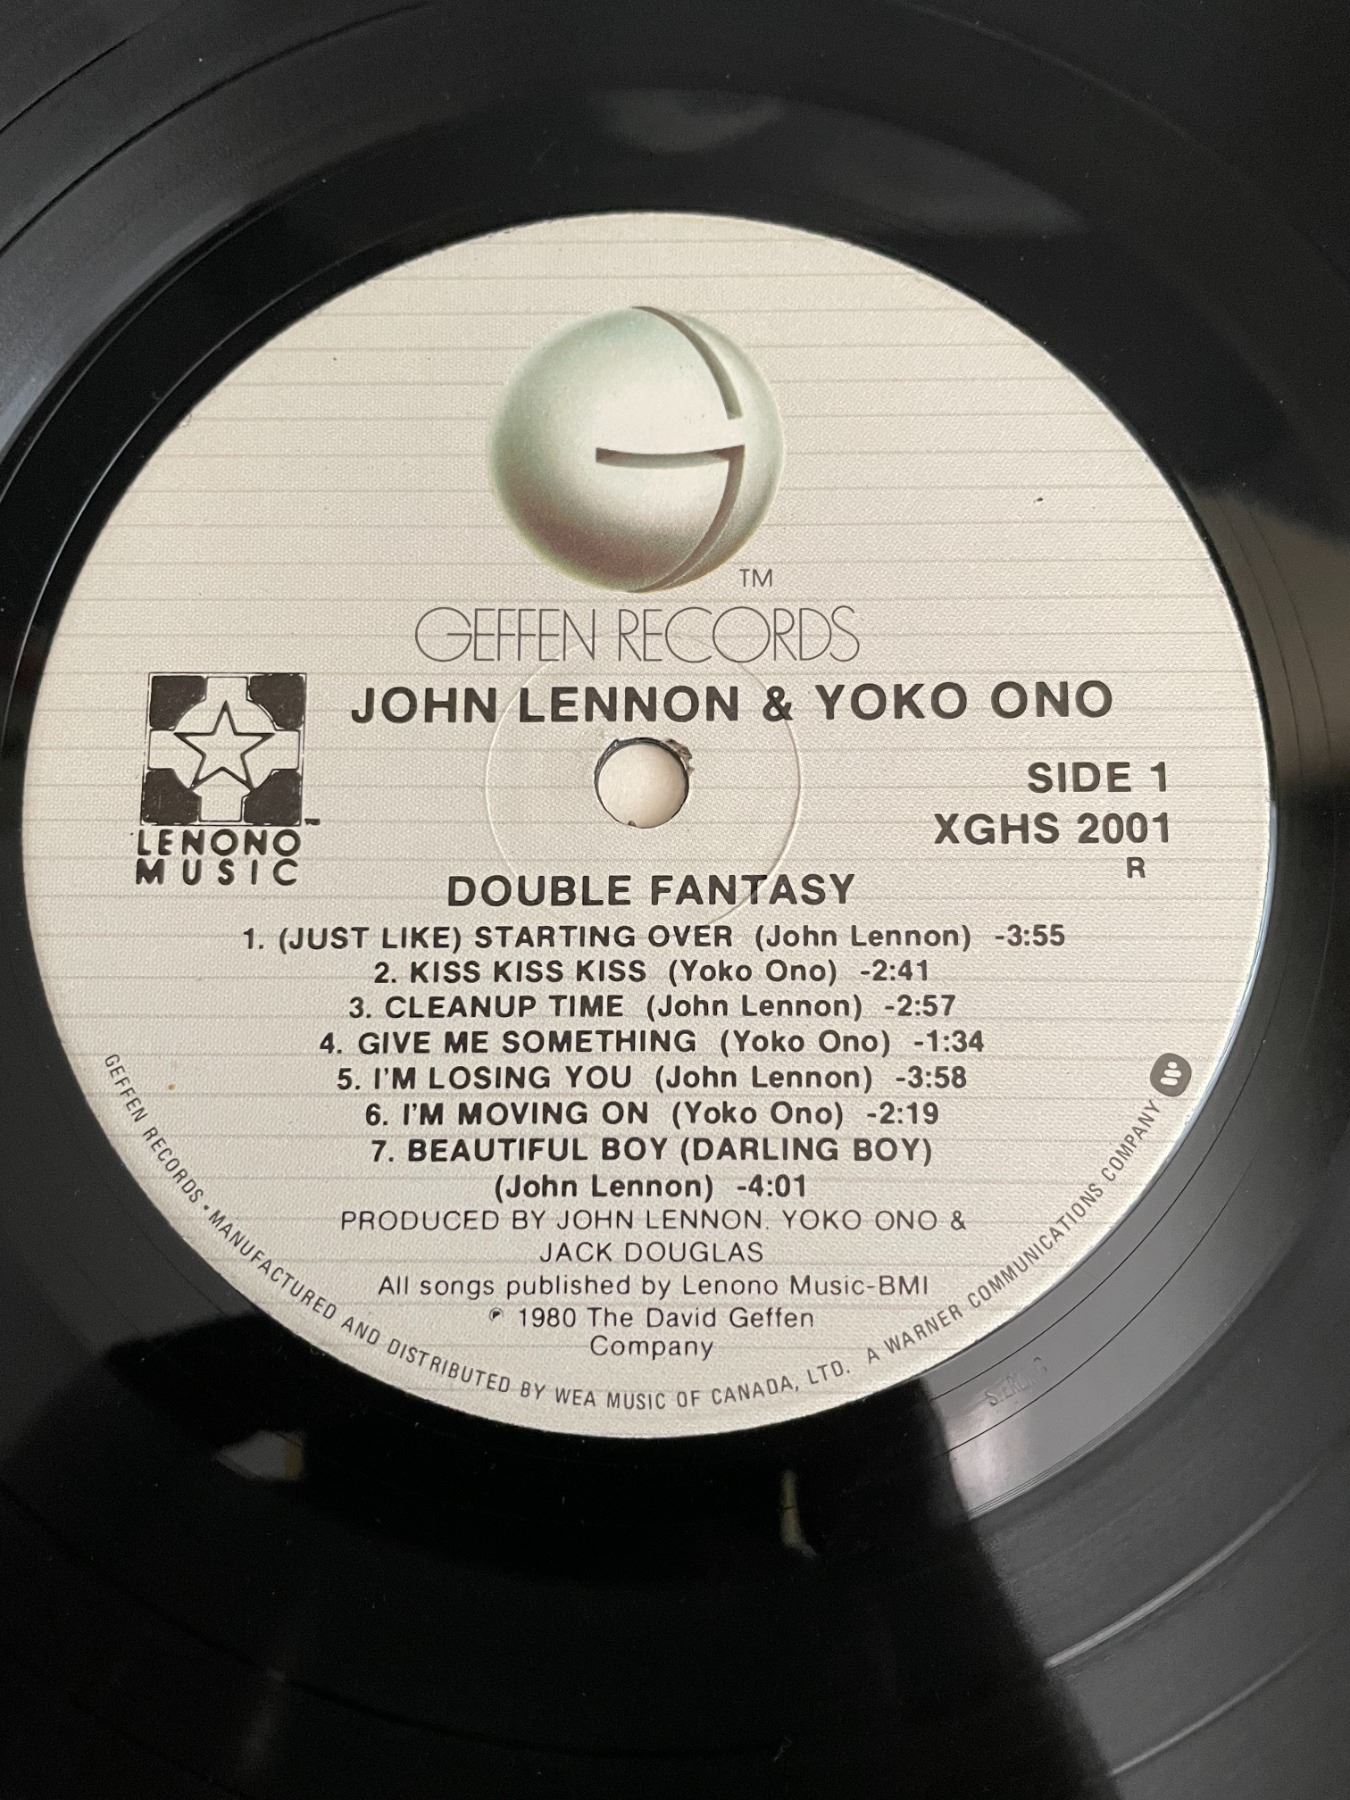 TM
GEFFEN RECORDS
JOHN LENNON & YOKO ONO
LENONO
MUSIC
™
SIDE 1
XGHS 2001
R
DOUBLE FANTASY
1. (JUST LIKE) STARTING OVER (John Lennon) -3:55
2. KISS KISS KISS (Yoko Ono) -2:41
3. CLEANUP TIME (John Lennon) -2:57
4. GIVE ME SOMETHING (Yoko Ono) -1:34
5. I'M LOSING YOU (John Lennon) -3:58
6. I'M MOVING ON (Yoko Ono) -2:19
7. BEAUTIFUL BOY (DARLING BOY)
(John Lennon) -4:01
PRODUCED BY JOHN LENNON. YOKO ONO &
JACK DOUGLAS
All songs published by Lenono Music-BMI
℗ 1980 The David Geffen
Company
GEFFEN RECORDS • MANUFACTURED AND DISTRIBUTED BY WEA MUSIC OF CANADA, LTD. A WARNER COMMUNICATIONS COMPANY
STERLING